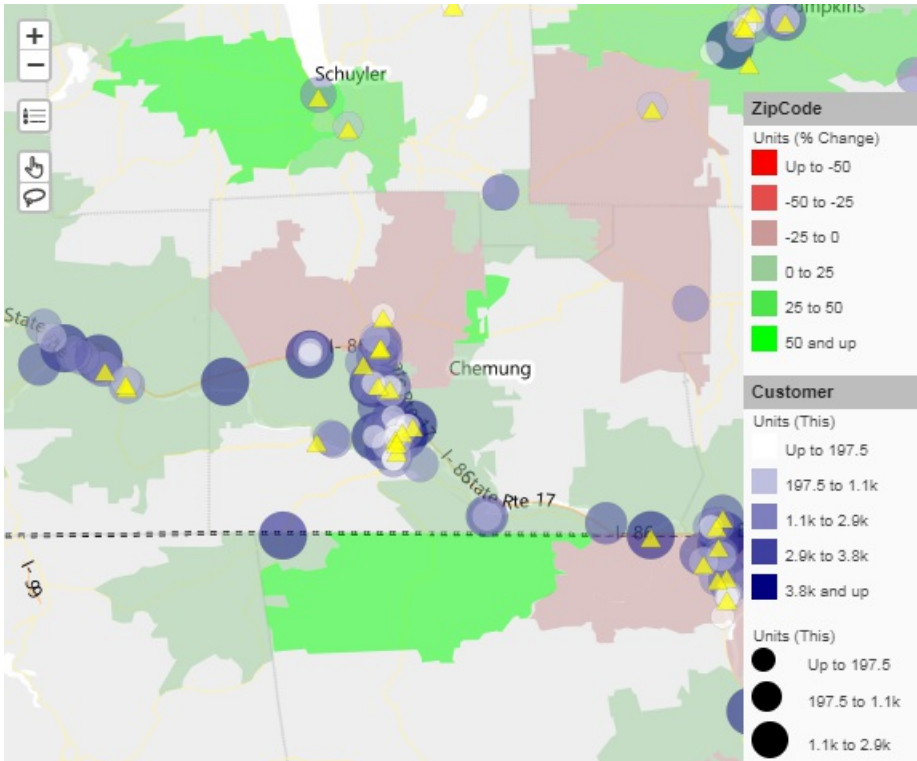 +
−
Schuyler
Chemung
I- 86
I- 86
State Rte 17
I- 86
I- 99
ZipCode
Units (% Change)
Up to -50
-50 to -25
-25 to 0
0 to 25
25 to 50
50 and up
Customer
Units (This)
Up to 197.5
197.5 to 1.1k
1.1k to 2.9k
2.9k to 3.8k
3.8k and up
Units (This)
Up to 197.5
197.5 to 1.1k
1.1k to 2.9k